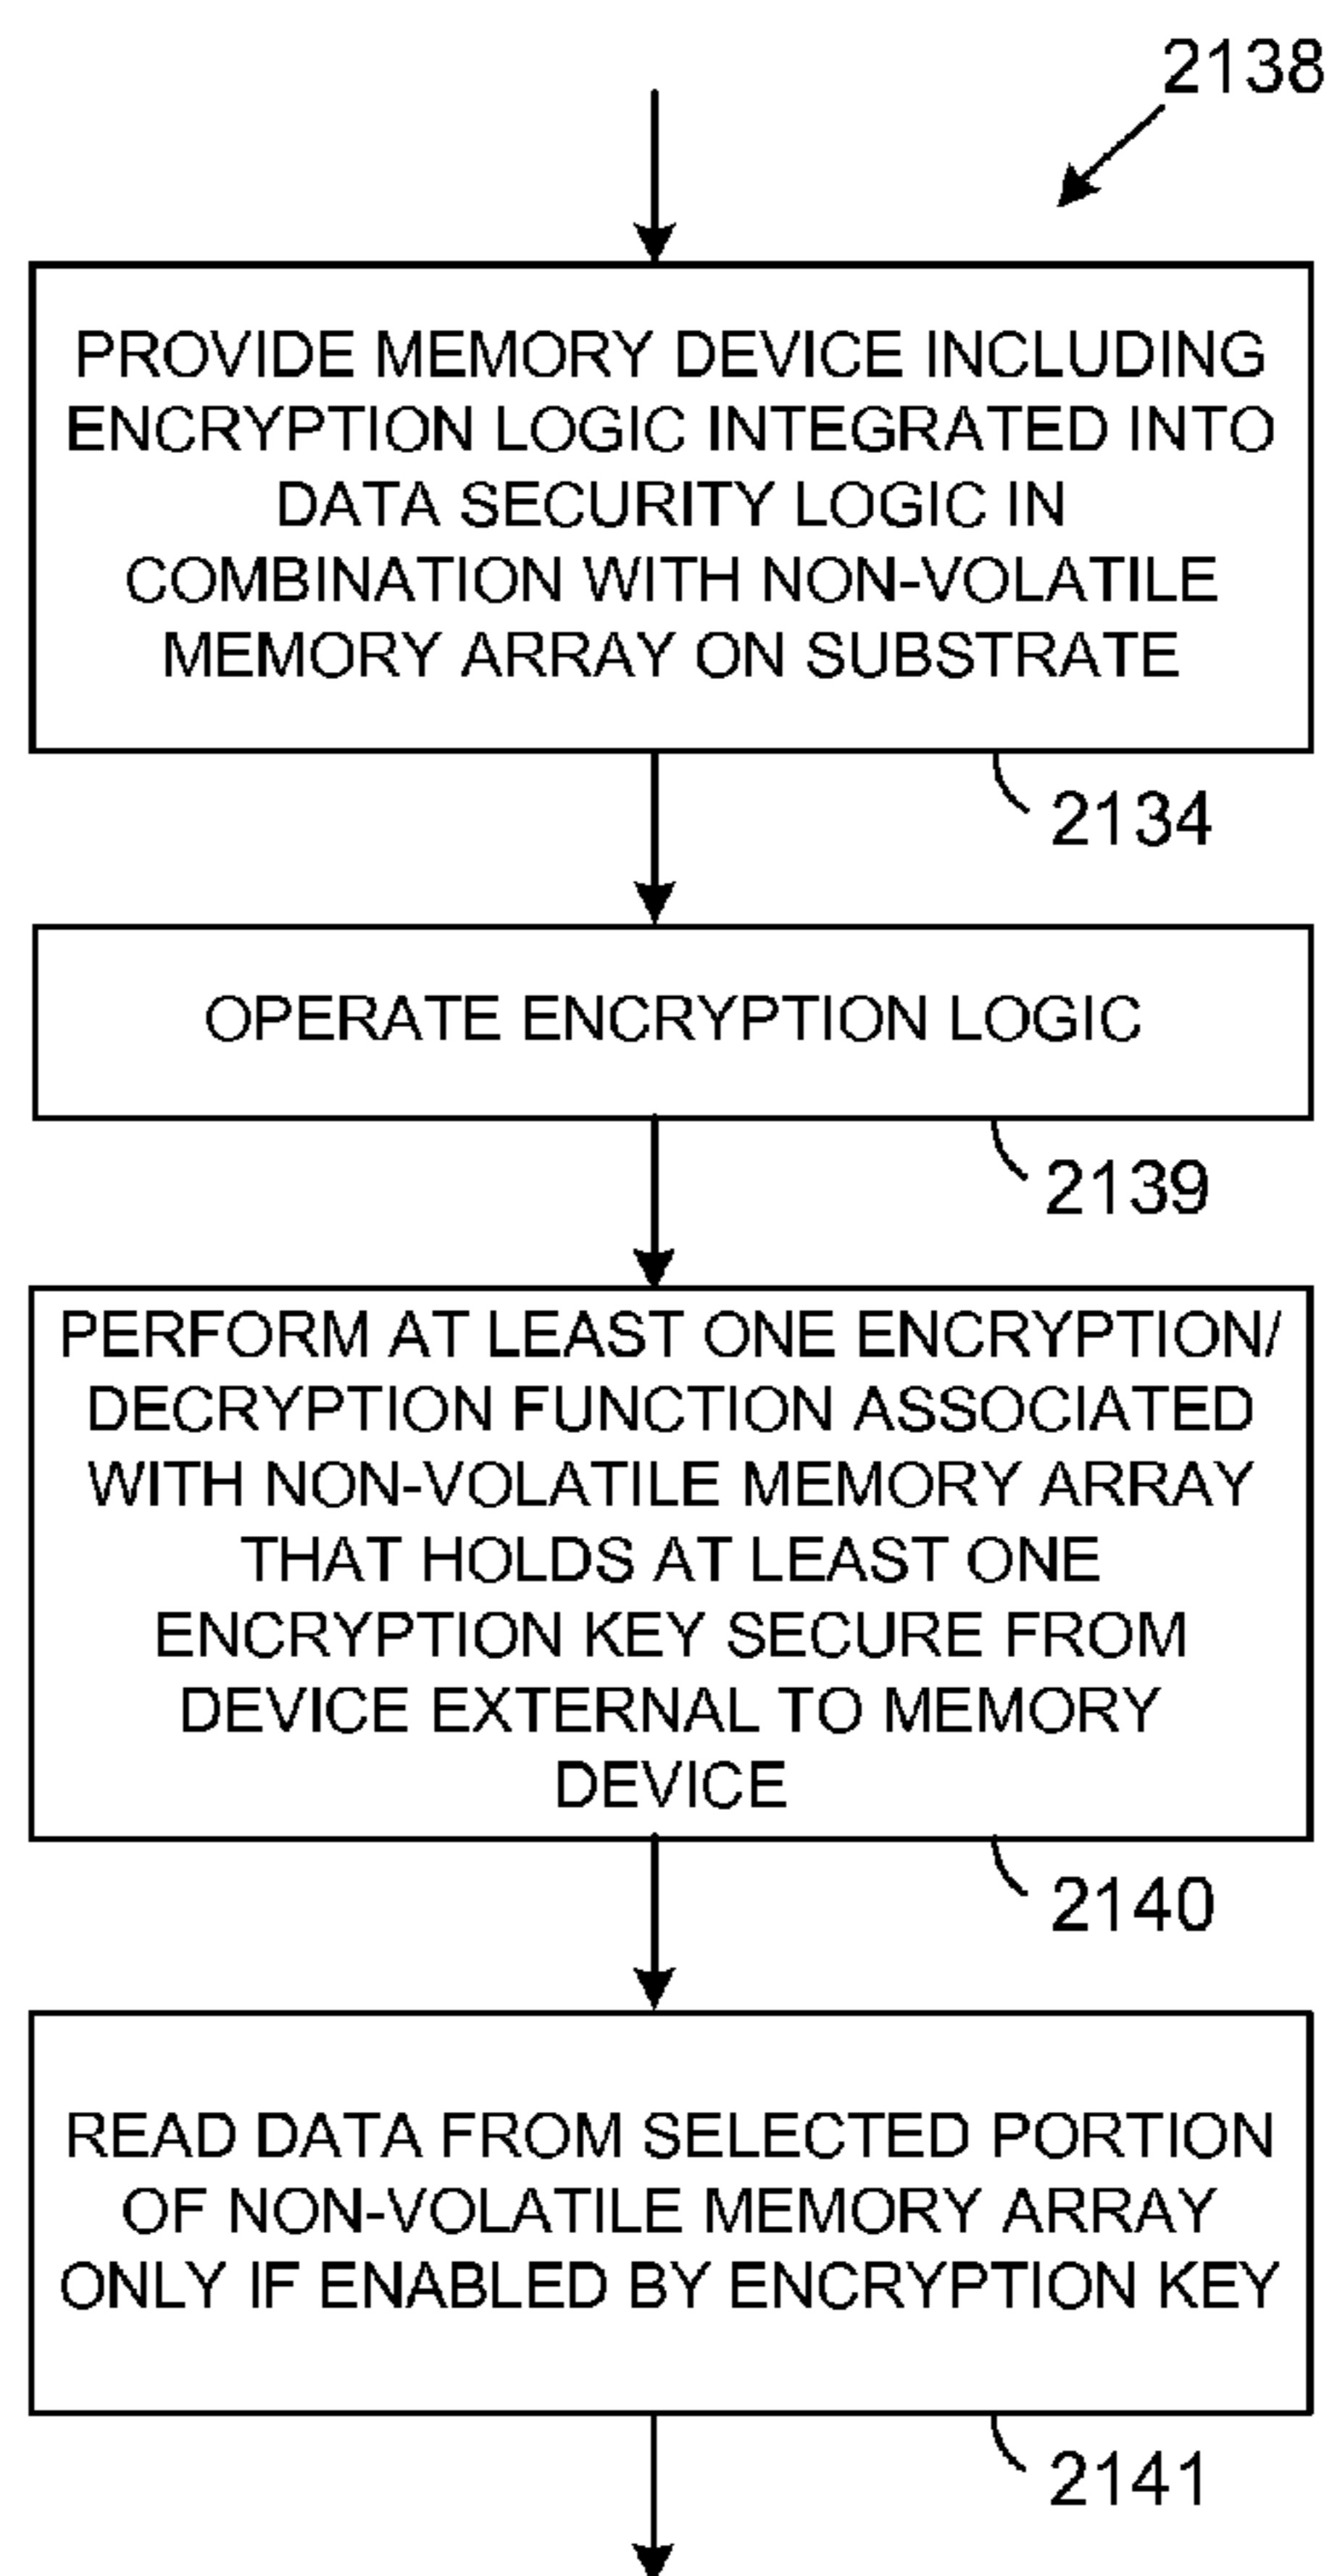 2138
PROVIDE MEMORY DEVICE INCLUDING
ENCRYPTION LOGIC INTEGRATED INTO
DATA SECURITY LOGIC IN
COMBINATION WITH NON-VOLATILE
MEMORY ARRAY ON SUBSTRATE
2134
OPERATE ENCRYPTION LOGIC
2139
PERFORM AT LEAST ONE ENCRYPTION/
DECRYPTION FUNCTION ASSOCIATED
WITH NON-VOLATILE MEMORY ARRAY
THAT HOLDS AT LEAST ONE
ENCRYPTION KEY SECURE FROM
DEVICE EXTERNAL TO MEMORY
DEVICE
2140
READ DATA FROM SELECTED PORTION
OF NON-VOLATILE MEMORY ARRAY
ONLY IF ENABLED BY ENCRYPTION KEY
2141